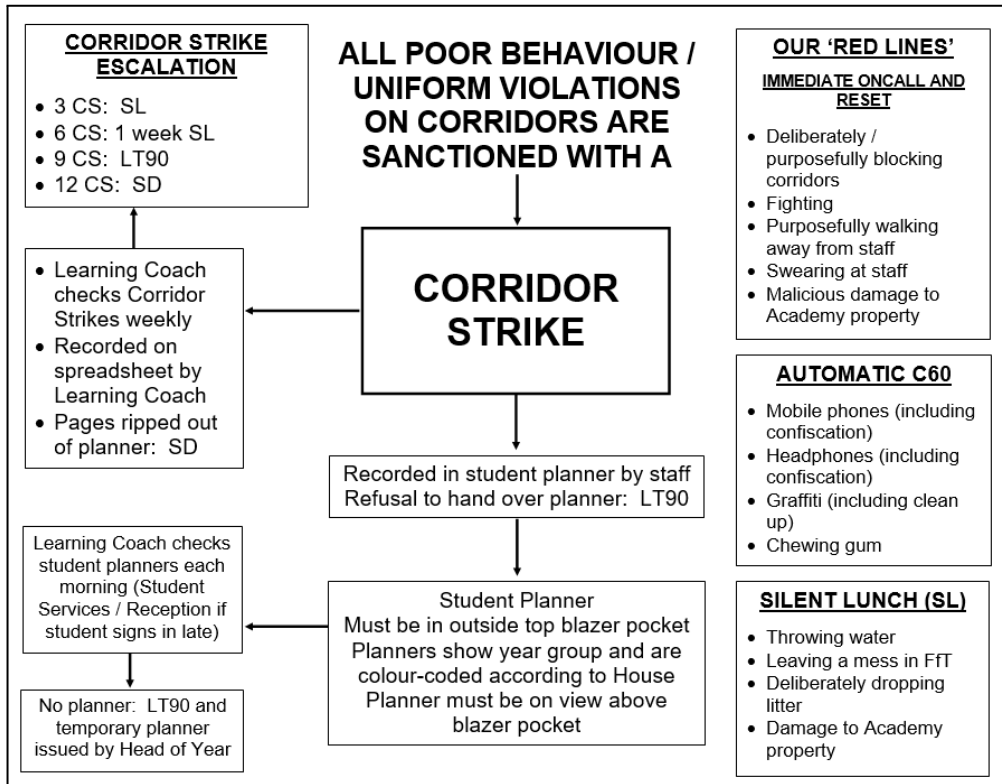 CORRIDOR STRIKE
ESCALATION
• 3 CS: SL
• 6 CS: 1 week SL
• 9 CS: LT90
• 12 CS: SD
ALL POOR BEHAVIOUR /
UNIFORM VIOLATIONS
ON CORRIDORS ARE
SANCTIONED WITH A
CORRIDOR
STRIKE
• Learning Coach
checks Corridor
Strikes weekly
• Recorded on
spreadsheet by
Learning Coach
• Pages ripped out
of planner: SD
Recorded in student planner by staff
Refusal to hand over planner: LT90
Student Planner
Must be in outside top blazer pocket
Planners show year group and are
colour-coded according to House
Planner must be on view above
blazer pocket
Learning Coach checks
student planners each
morning (Student
Services / Reception if
student signs in late)
No planner: LT90 and
temporary planner
issued by Head of Year
OUR ‘RED LINES’
IMMEDIATE ONCALL AND
RESET
• Deliberately /
purposefully blocking
corridors
• Fighting
• Purposefully walking
away from staff
• Swearing at staff
• Malicious damage to
Academy property
AUTOMATIC C60
• Mobile phones (including
confiscation)
• Headphones (including
confiscation)
• Graffiti (including clean
up)
• Chewing gum
SILENT LUNCH (SL)
• Throwing water
• Leaving a mess in FfT
• Deliberately dropping
litter
• Damage to Academy
property